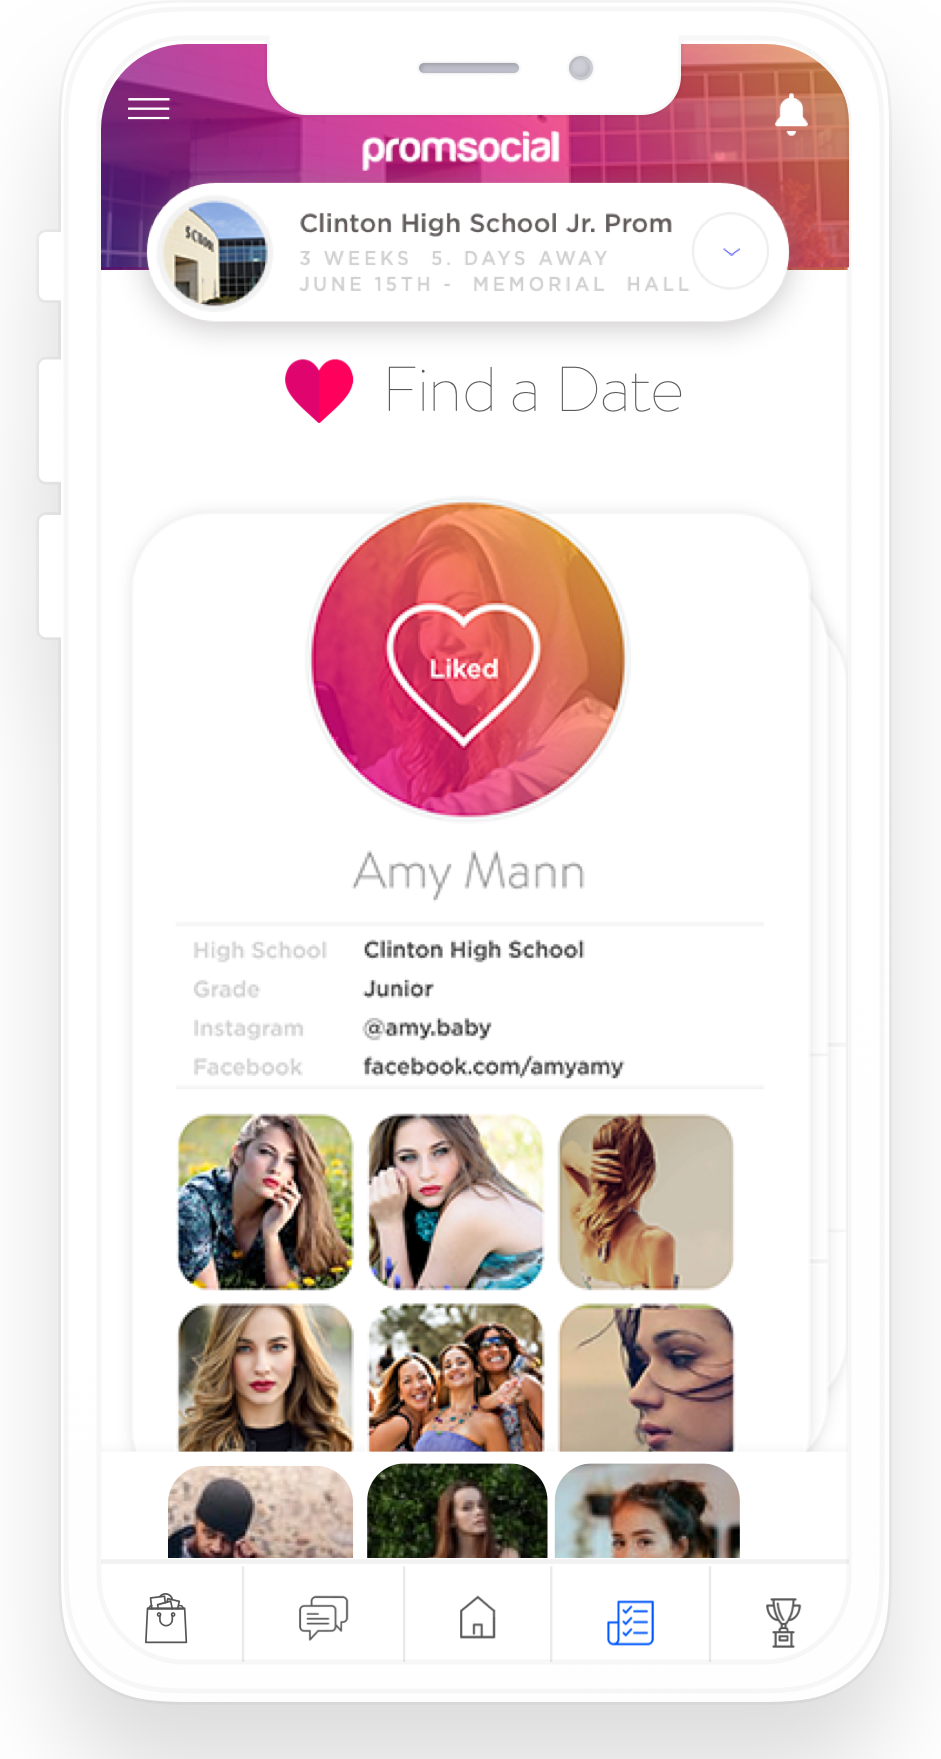 promsocial
SCHOOL
Clinton High School Jr. Prom
3 WEEKS 5. DAYS AWAY
JUNE 15TH - MEMORIAL HALL
Find a Date
Liked
Amy Mann
High School Clinton High School
Grade Junior
Instagram @amy.baby
Facebook facebook.com/amyamy